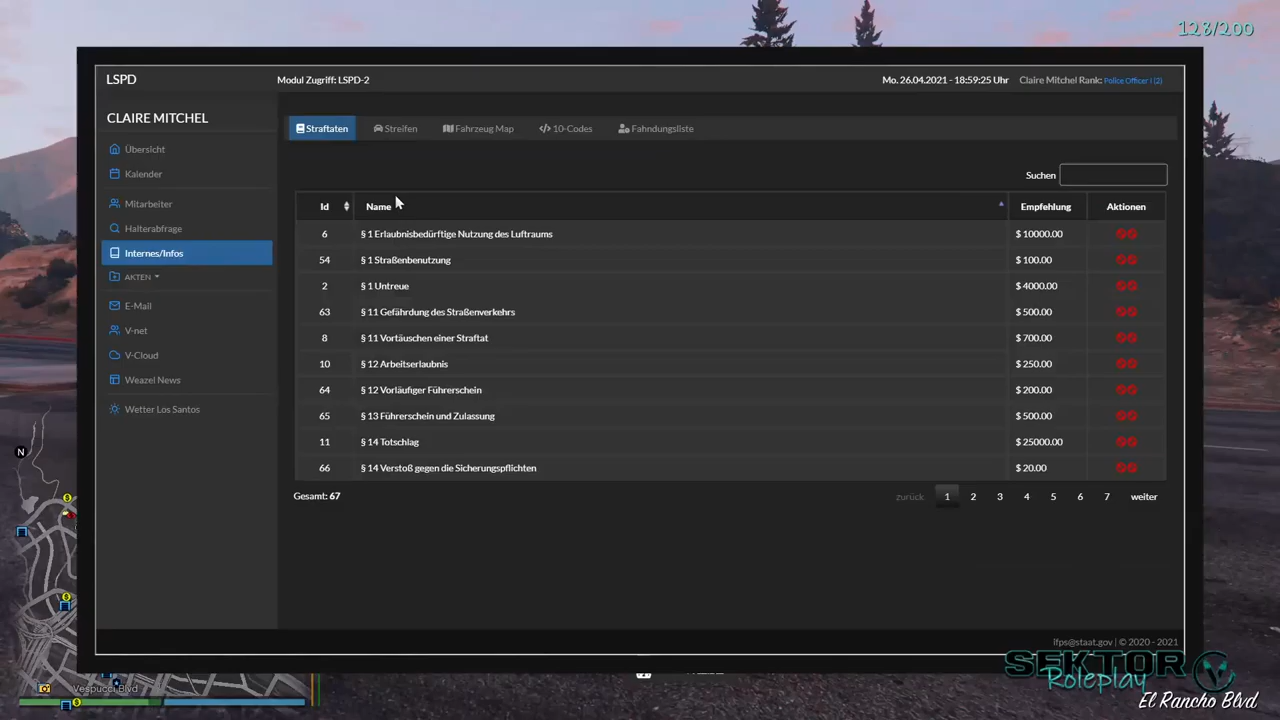 128/200
LSPD
Modul Zugriff: LSPD-2
Mo. 26.04.2021 - 18:59:25 Uhr
Claire Mitchel Rank: Police Officer I (2)
CLAIRE MITCHEL
Übersicht
Kalender
Mitarbeiter
Halterabfrage
Internes/Infos
AKTEN
E-Mail
V-net
V-Cloud
Weazel News
Wetter Los Santos
Straftaten
Streifen
Fahrzeug Map
10-Codes
Fahndungsliste
Suchen
Id Name Empfehlung Aktionen
6 § 1 Erlaubnisbedürftige Nutzung des Luftraums $ 10000.00
54 § 1 Straßenbenutzung $ 100.00
2 § 1 Untreue $ 4000.00
63 § 11 Gefährdung des Straßenverkehrs $ 500.00
8 § 11 Vortäuschen einer Straftat $ 700.00
10 § 12 Arbeitserlaubnis $ 250.00
64 § 12 Vorläufiger Führerschein $ 200.00
65 § 13 Führerschein und Zulassung $ 500.00
11 § 14 Totschlag $ 25000.00
66 § 14 Verstoß gegen die Sicherungspflichten $ 20.00
Gesamt: 67
zurück 1 2 3 4 5 6 7 weiter
ifps@staat.gov | © 2020 - 2021
N
Vespucci Blvd
SEKTOR
Roleplay
El Rancho Blvd